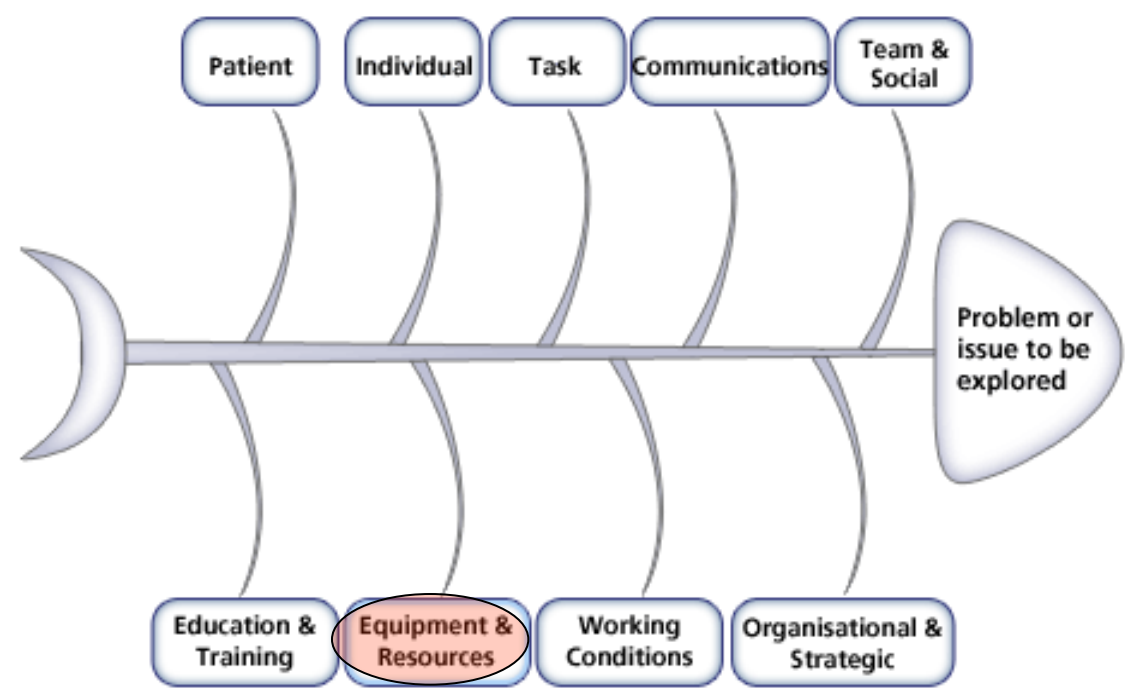 Patient
Individual
Task
Communications
Team &
Social
Problem or
issue to be
explored
Education &
Training
Equipment &
Resources
Working
Conditions
Organisational &
Strategic